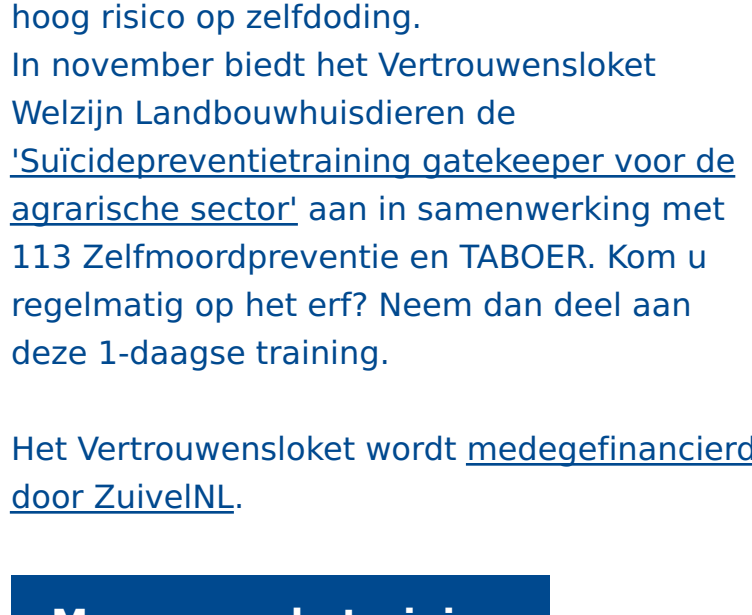 hoog risico op zelfdoding.
In november biedt het Vertrouwensloket
Welzijn Landbouwhuisdieren de
'Suïcidepreventietraining gatekeeper voor de
agrarische sector' aan in samenwerking met
113 Zelfmoordpreventie en TABOER. Kom u
regelmatig op het erf? Neem dan deel aan
deze 1-daagse training.
Het Vertrouwensloket wordt medegefinancierd
door ZuivelNL.